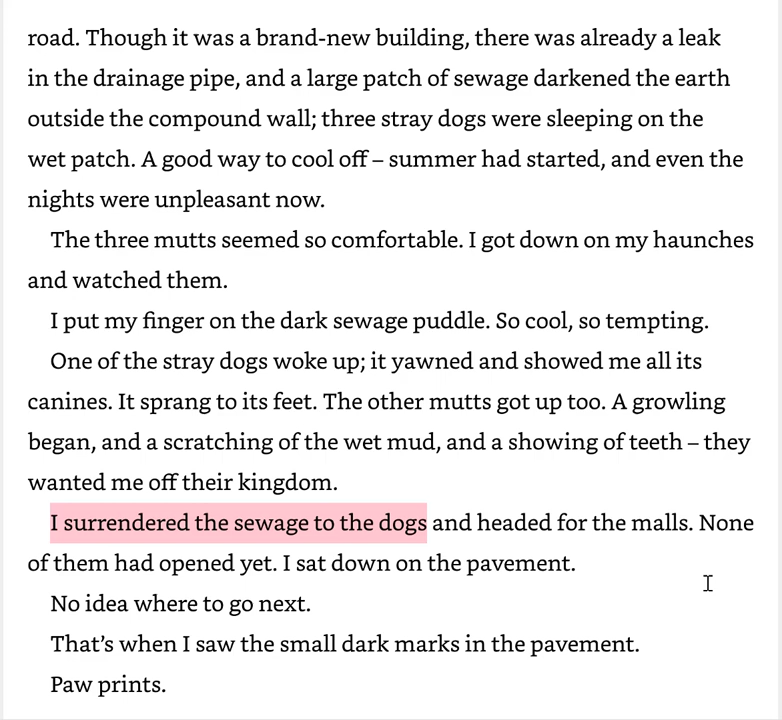 road. Though it was a brand-new building, there was already a leak
in the drainage pipe, and a large patch of sewage darkened the earth
outside the compound wall; three stray dogs were sleeping on the
wet patch. A good way to cool off – summer had started, and even the
nights were unpleasant now.
The three mutts seemed so comfortable. I got down on my haunches
and watched them.
I put my finger on the dark sewage puddle. So cool, so tempting.
One of the stray dogs woke up; it yawned and showed me all its
canines. It sprang to its feet. The other mutts got up too. A growling
began, and a scratching of the wet mud, and a showing of teeth – they
wanted me off their kingdom.
I surrendered the sewage to the dogs and headed for the malls. None
of them had opened yet. I sat down on the pavement.
No idea where to go next.
That’s when I saw the small dark marks in the pavement.
Paw prints.